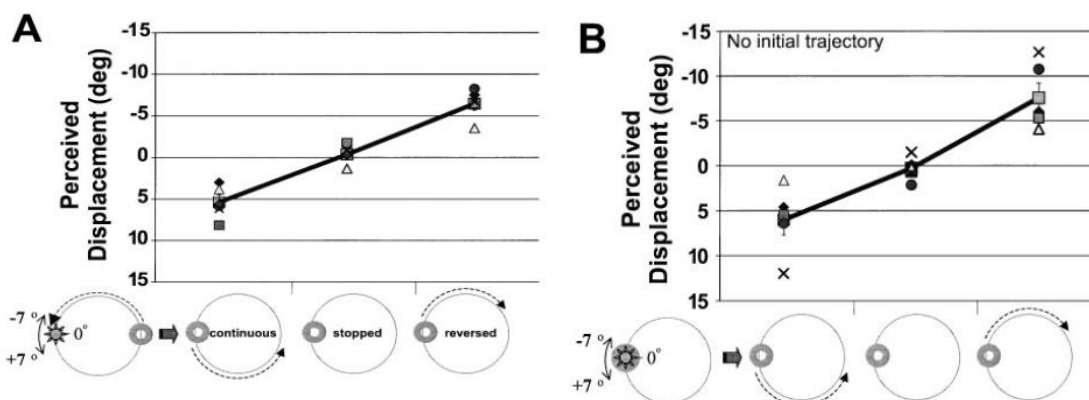 A
Perceived
Displacement (deg)
-15
-10
-5
0
5
10
15
-7 °
+7 °
0°
continuous
stopped
reversed
B
No initial trajectory
Perceived
Displacement (deg)
-15
-10
-5
0
5
10
15
-7 °
+7 °
0°